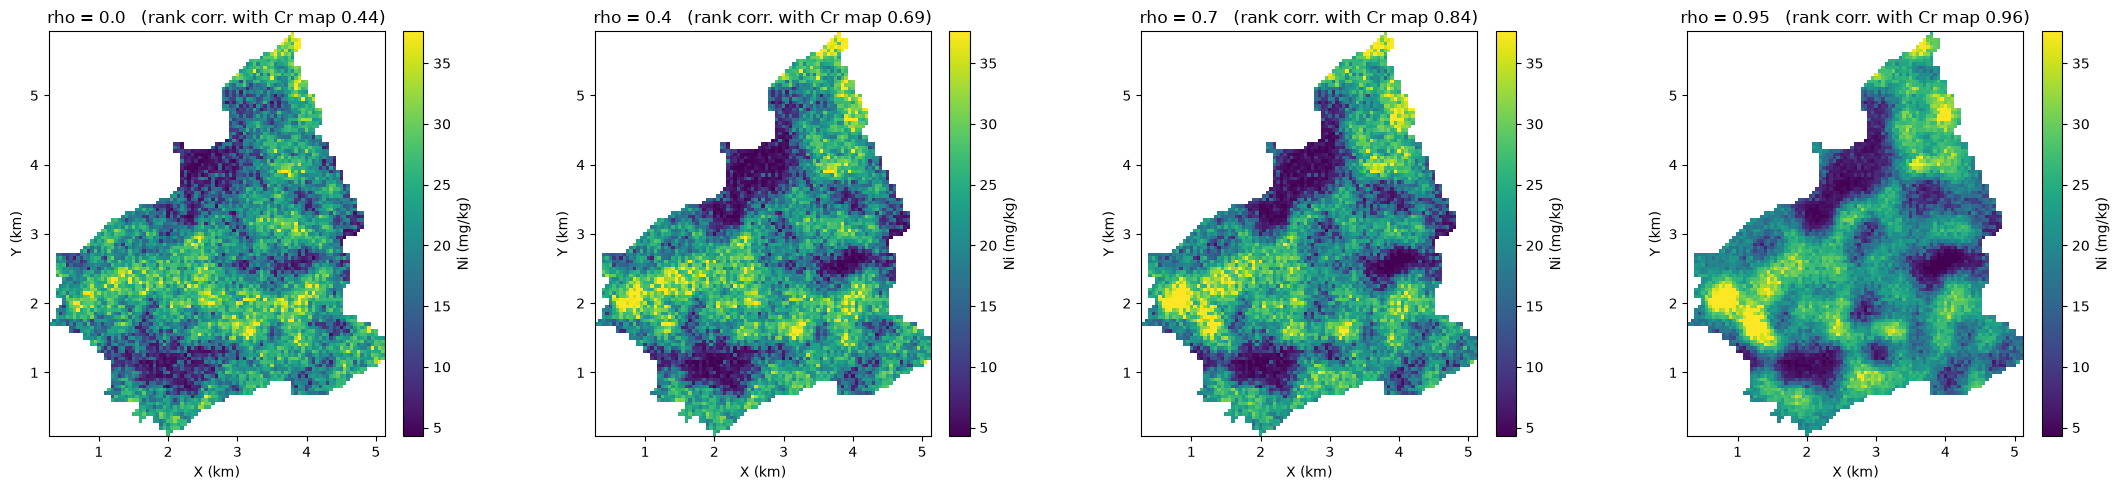 rho = 0.0 (rank corr. with Cr map 0.44)
5
4
3
2
1
Y (km)
1 2 3 4 5
X (km)
35
30
25
20
15
10
5
Ni (mg/kg)
rho = 0.4 (rank corr. with Cr map 0.69)
5
4
3
2
1
Y (km)
1 2 3 4 5
X (km)
35
30
25
20
15
10
5
Ni (mg/kg)
rho = 0.7 (rank corr. with Cr map 0.84)
5
4
3
2
1
Y (km)
1 2 3 4 5
X (km)
35
30
25
20
15
10
5
Ni (mg/kg)
rho = 0.95 (rank corr. with Cr map 0.96)
5
4
3
2
1
Y (km)
1 2 3 4 5
X (km)
35
30
25
20
15
10
5
Ni (mg/kg)